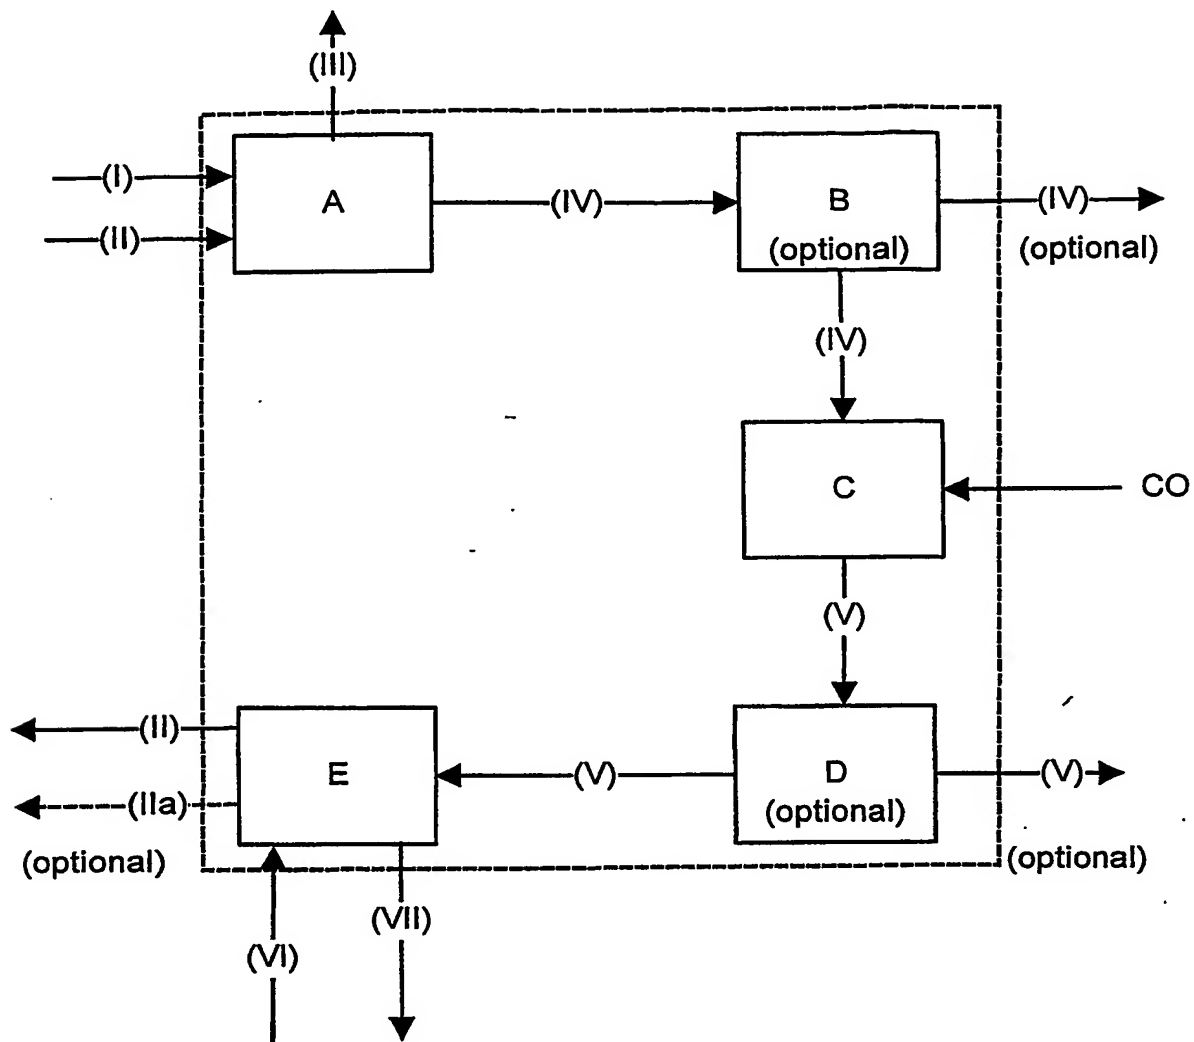 (III)
(I)
A
(IV)
B
(optional)
(IV)
(optional)
(II)
(IV)
C
CO
(V)
(II)
E
(V)
D
(optional)
(V)
(IIa)
(optional)
(optional)
(VII)
(VI)